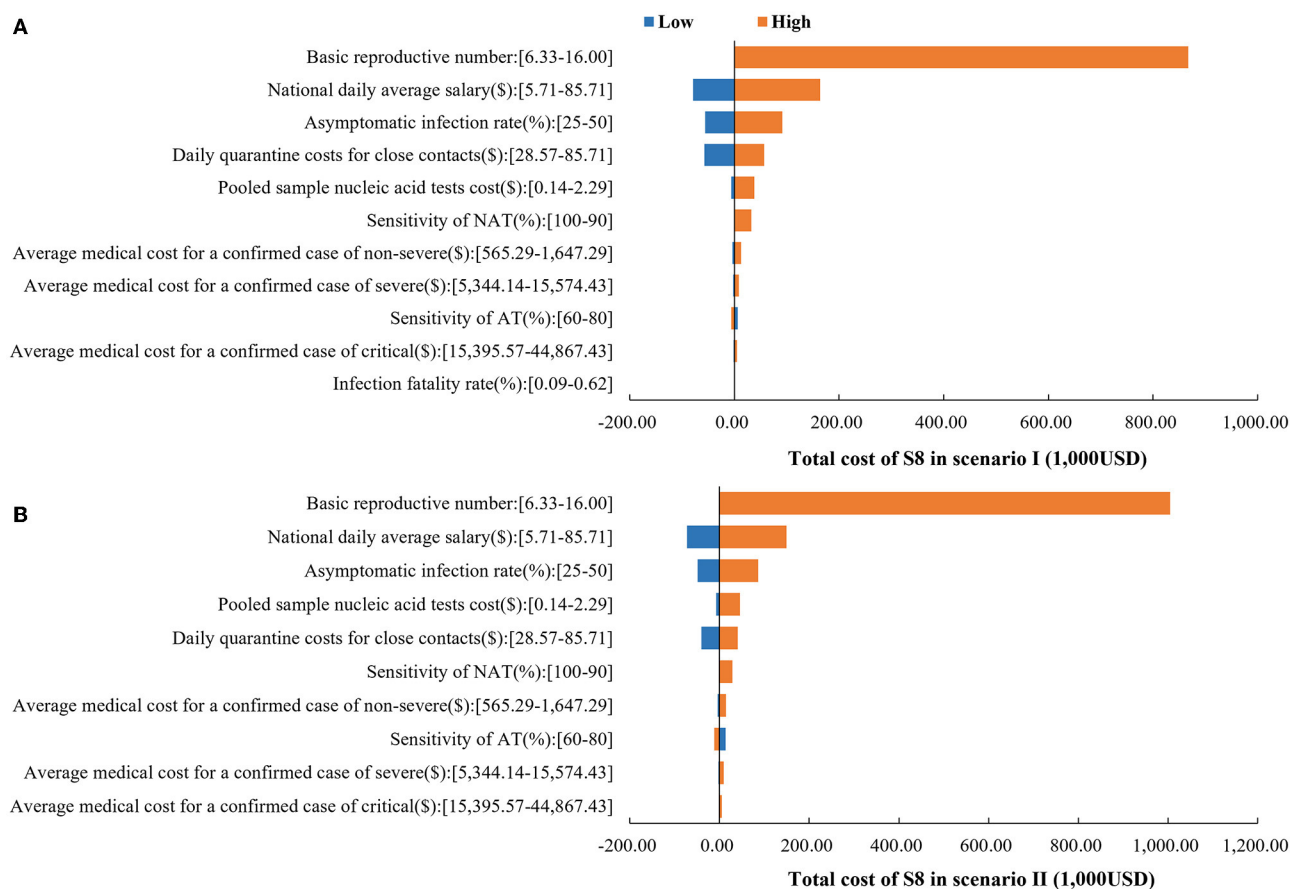 A
Low High
Basic reproductive number:[6.33-16.00]
National daily average salary($):[5.71-85.71]
Asymptomatic infection rate(%):[25-50]
Daily quarantine costs for close contacts($):[28.57-85.71]
Pooled sample nucleic acid tests cost($):[0.14-2.29]
Sensitivity of NAT(%):[100-90]
Average medical cost for a confirmed case of non-severe($):[565.29-1,647.29]
Average medical cost for a confirmed case of severe($):[5,344.14-15,574.43]
Sensitivity of AT(%):[60-80]
Average medical cost for a confirmed case of critical($):[15,395.57-44,867.43]
Infection fatality rate(%):[0.09-0.62]
-200.00 0.00 200.00 400.00 600.00 800.00 1,000.00
Total cost of S8 in scenario I (1,000USD)
B
Basic reproductive number:[6.33-16.00]
National daily average salary($):[5.71-85.71]
Asymptomatic infection rate(%):[25-50]
Pooled sample nucleic acid tests cost($):[0.14-2.29]
Daily quarantine costs for close contacts($):[28.57-85.71]
Sensitivity of NAT(%):[100-90]
Average medical cost for a confirmed case of non-severe($):[565.29-1,647.29]
Sensitivity of AT(%):[60-80]
Average medical cost for a confirmed case of severe($):[5,344.14-15,574.43]
Average medical cost for a confirmed case of critical($):[15,395.57-44,867.43]
-200.00 0.00 200.00 400.00 600.00 800.00 1,000.00 1,200.00
Total cost of S8 in scenario II (1,000USD)